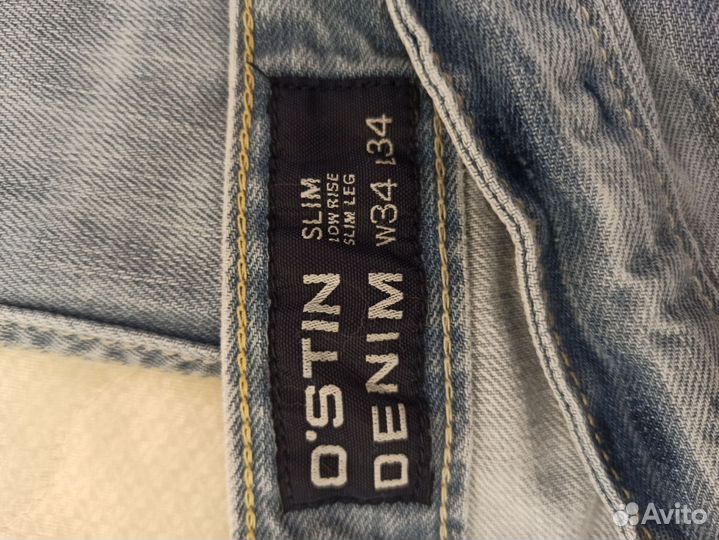 O'STIN
DENIM
SLIM
LOW RISE
SLIM LEG
W34 L34
Avito